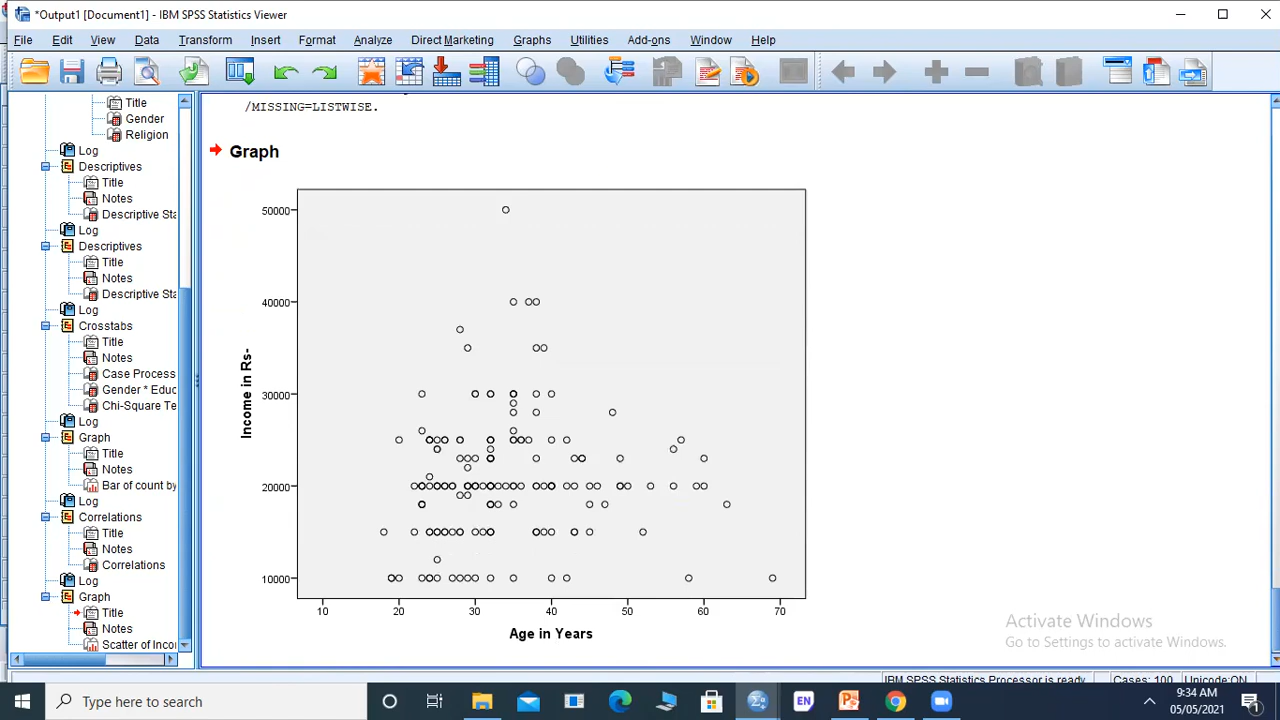 *Output1 [Document1] - IBM SPSS Statistics Viewer
File Edit View Data Transform Insert Format Analyze Direct Marketing Graphs Utilities Add-ons Window Help
Title
Gender
Religion
Log
Descriptives
Title
Notes
Descriptive Sta
Log
Descriptives
Title
Notes
Descriptive Sta
Log
Crosstabs
Title
Notes
Case Process
Gender * Educ
Chi-Square Te
Log
Graph
Title
Notes
Bar of count by
Log
Correlations
Title
Notes
Correlations
Log
Graph
Title
Notes
Scatter of Inco
/MISSING=LISTWISE.
Graph
50000
40000
30000
20000
10000
Income in Rs-
10 20 30 40 50 60 70
Age in Years
Activate Windows
Go to Settings to activate Windows.
IBM SPSS Statistics Processor is ready
Cases: 100
Unicode:ON
Type here to search
EN
9:34 AM
05/05/2021
1